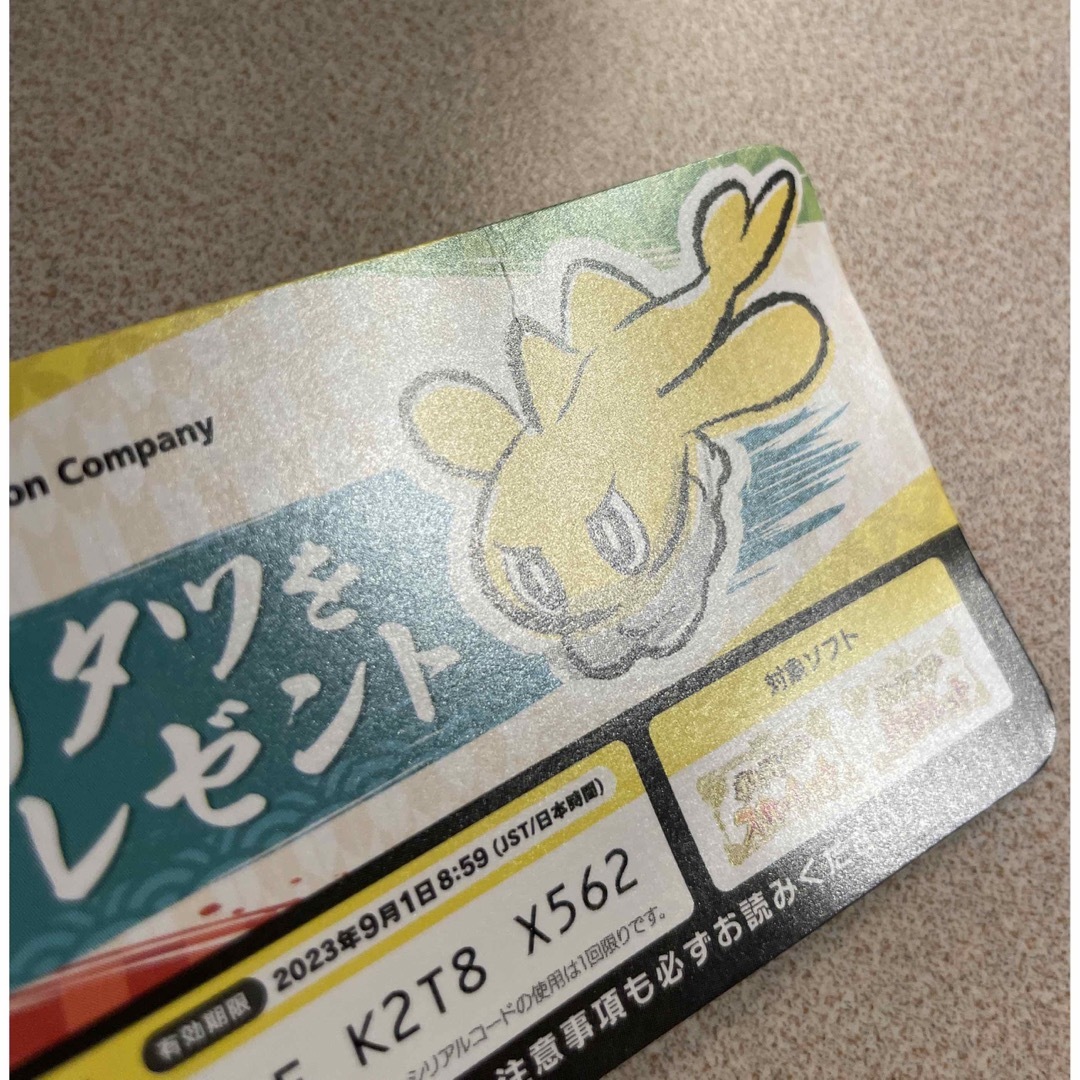 on Company
タツを
レゼント
対象ソフト
有効期限 2023年9月1日8:59 (JST/日本時間)
K2T8 X562
シリアルコードの使用は1回限りです。
注意事項も必ずお読みくだ